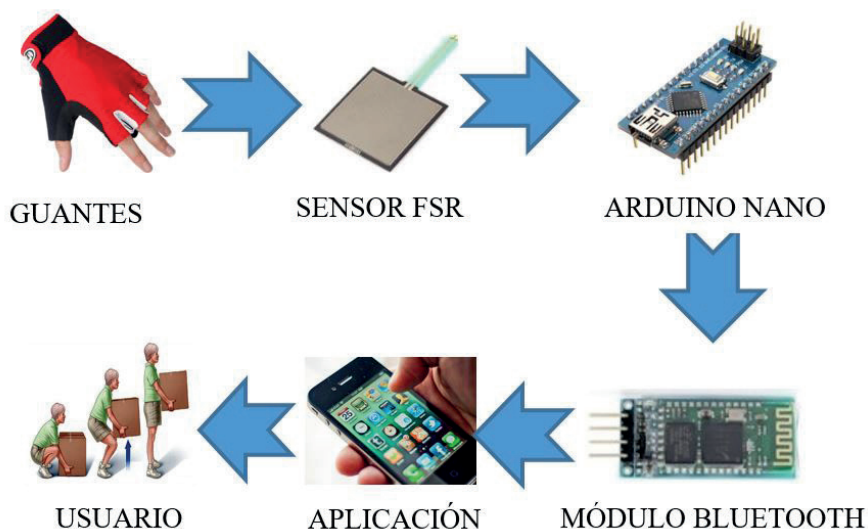 GUANTES
SENSOR FSR
ARDUINO NANO
USUARIO
APLICACIÓN
MÓDULO BLUETOOTH